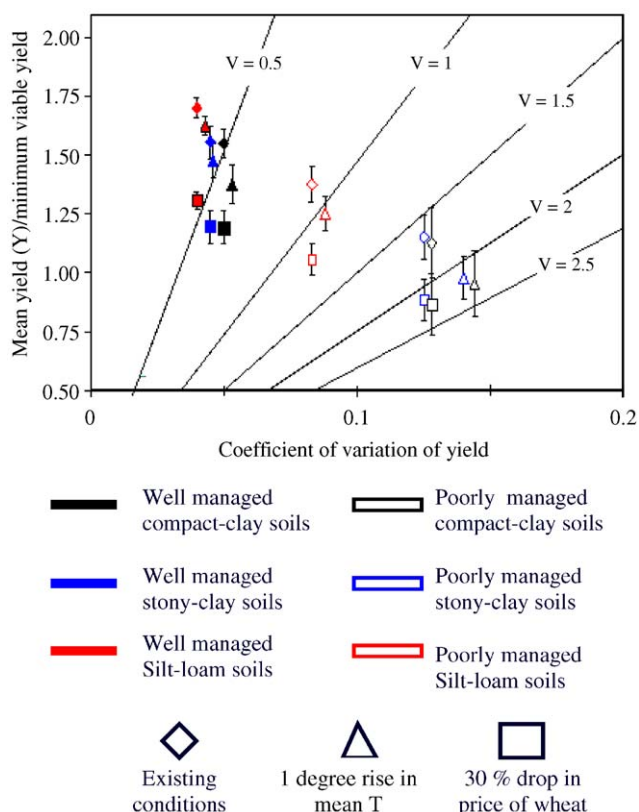 2.00
V = 0.5
V = 1
1.75
V = 1.5
1.50
1.25
V = 2
1.00
V = 2.5
0.75
0.50
Mean yield (Y)/minimum viable yield
0
0.1
0.2
Coefficient of variation of yield
Well managed
compact-clay soils
Poorly managed
compact-clay soils
Well managed
stony-clay soils
Poorly managed
stony-clay soils
Well managed
Silt-loam soils
Poorly managed
Silt-loam soils
Existing
conditions
1 degree rise in
mean T
30 % drop in
price of wheat